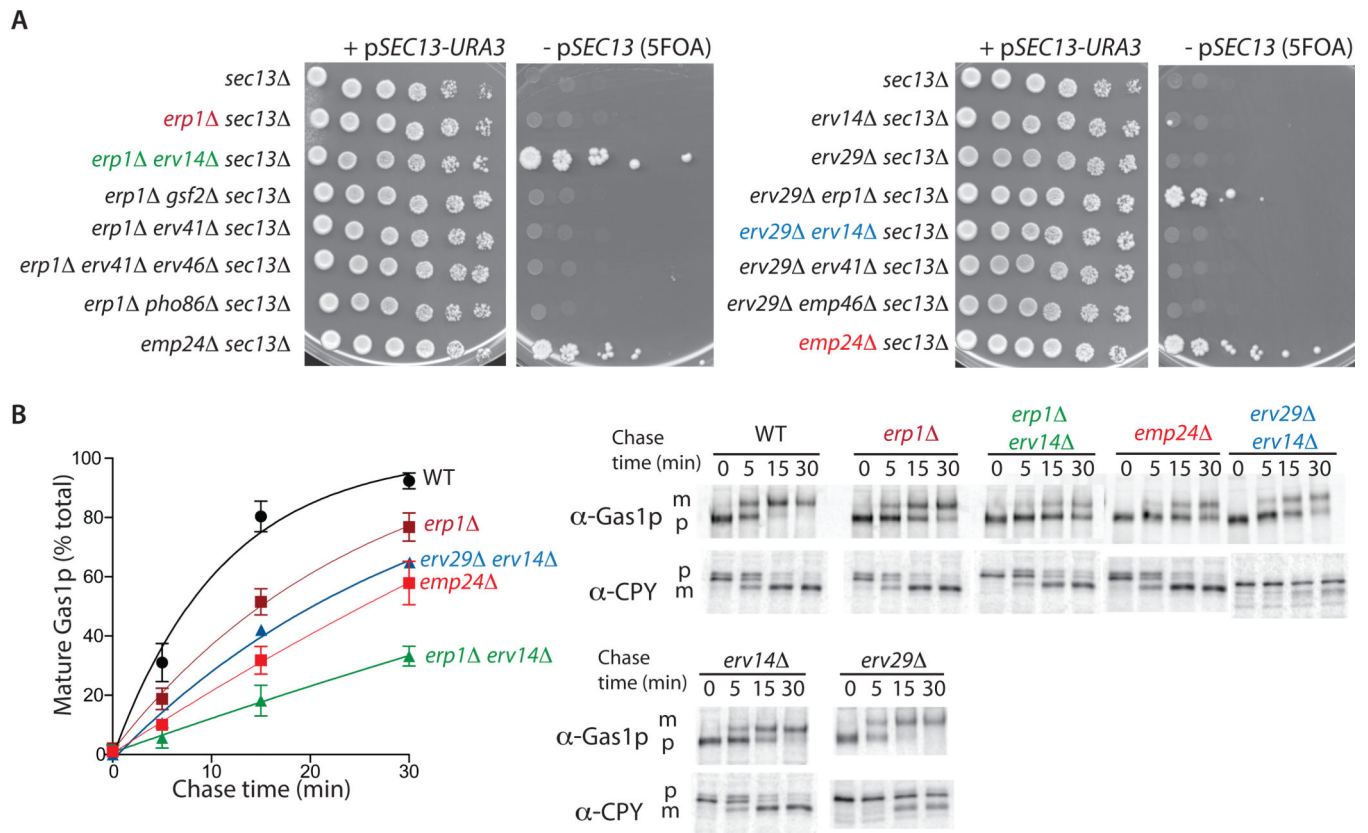 A
+ pSEC13-URA3
- pSEC13 (5FOA)
sec13Δ
erp1Δ sec13Δ
erp1Δ erv14Δ sec13Δ
erp1Δ gsf2Δ sec13Δ
erp1Δ erv41Δ sec13Δ
erp1Δ erv41Δ erv46Δ sec13Δ
erp1Δ pho86Δ sec13Δ
emp24Δ sec13Δ
+ pSEC13-URA3
- pSEC13 (5FOA)
sec13Δ
erv14Δ sec13Δ
erv29Δ sec13Δ
erv29Δ erp1Δ sec13Δ
erv29Δ erv14Δ sec13Δ
erv29Δ erv41Δ sec13Δ
erv29Δ emp46Δ sec13Δ
emp24Δ sec13Δ
B
Mature Gas1p (% total)
100
80
60
40
20
0
0 10 20 30
Chase time (min)
WT
erp1Δ
erv29Δ erv14Δ
emp24Δ
erp1Δ erv14Δ
Chase
time (min)
WT
0 5 15 30
erp1Δ
0 5 15 30
erp1Δ
erv14Δ
0 5 15 30
emp24Δ
0 5 15 30
erv29Δ
erv14Δ
0 5 15 30
α-Gas1p
m
p
α-CPY
p
m
Chase
time (min)
erv14Δ
0 5 15 30
erv29Δ
0 5 15 30
α-Gas1p
m
p
α-CPY
p
m